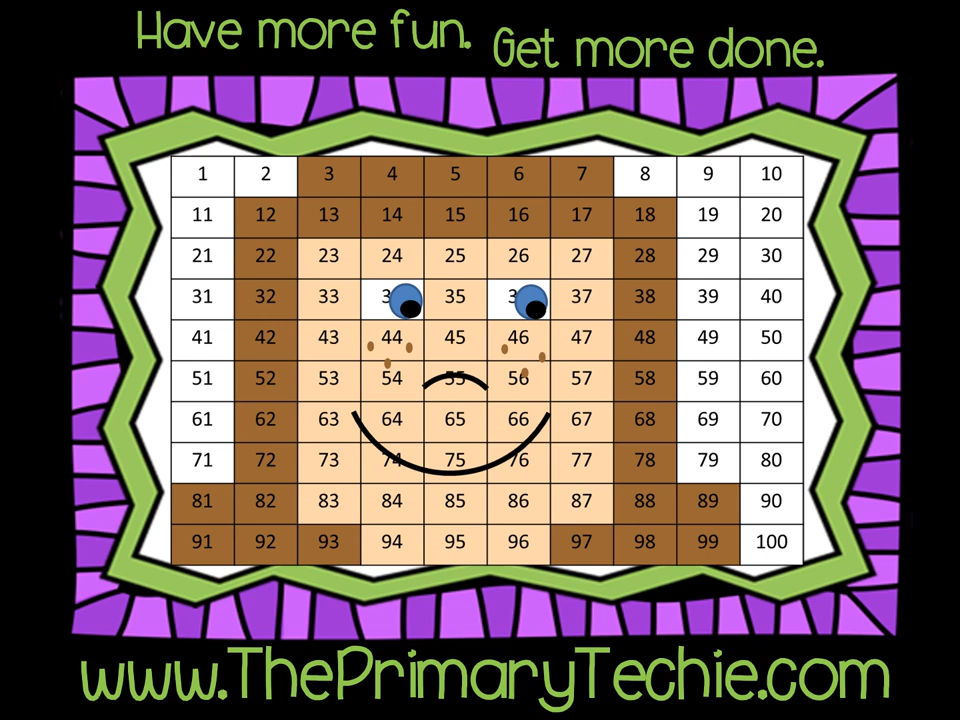 Have more fun. Get more done.
1 2 3 4 5 6 7 8 9 10
11 12 13 14 15 16 17 18 19 20
21 22 23 24 25 26 27 28 29 30
31 32 33 3 35 3 37 38 39 40
41 42 43 44 45 46 47 48 49 50
51 52 53 54 55 56 57 58 59 60
61 62 63 64 65 66 67 68 69 70
71 72 73 74 75 76 77 78 79 80
81 82 83 84 85 86 87 88 89 90
91 92 93 94 95 96 97 98 99 100
www.ThePrimaryTechie.com